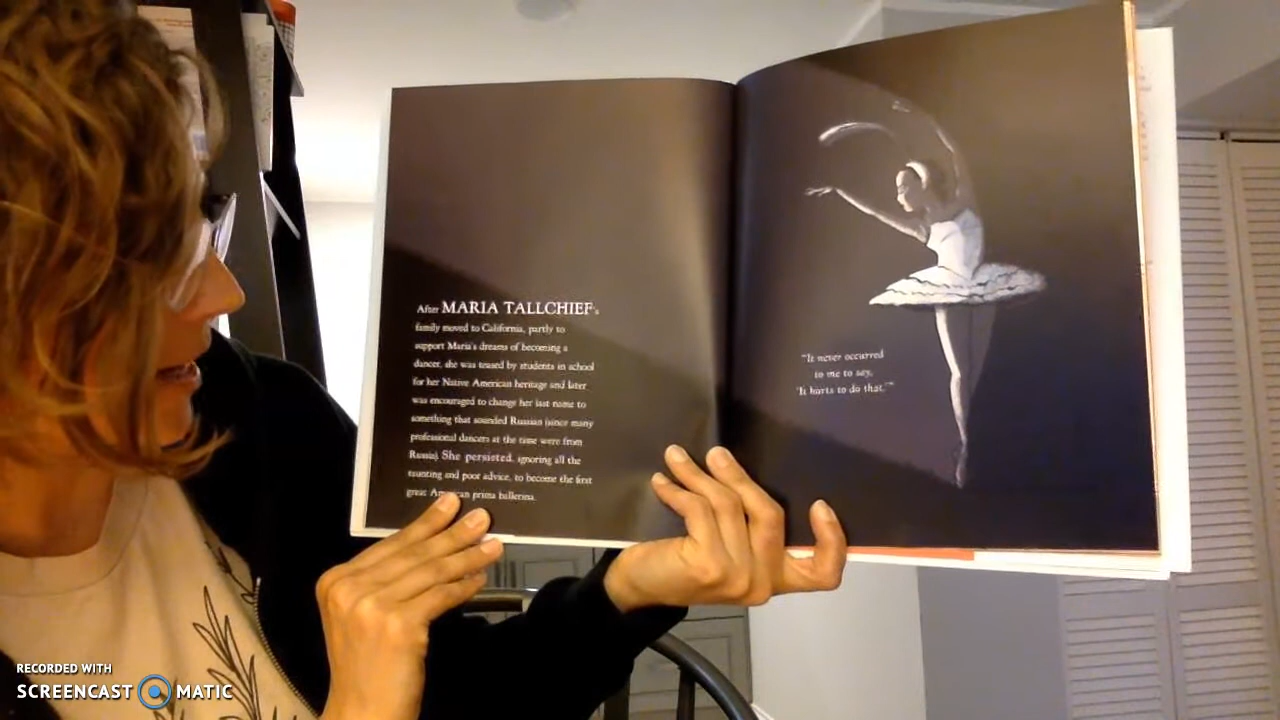 After MARIA TALLCHIEF's
family moved to California, partly to
support Maria's dreams of becoming a
dancer, she was teased by students in school
for her Native American heritage and later
was encouraged to change her last name to
something that sounded Russian (since many
professional dancers at the time were from
Russia). She persisted, ignoring all the
taunting and poor advice, to become the first
great American prima ballerina.
"It never occurred
to me to say,
'It hurts to do that.'"
RECORDED WITH
SCREENCAST MATIC